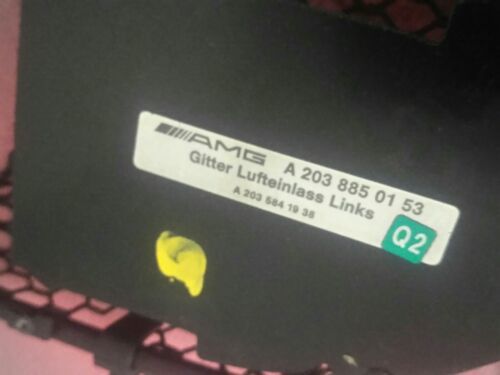 AMG A 203 885 01 53
Gitter Lufteinlass Links
A 203 584 19 38
Q2